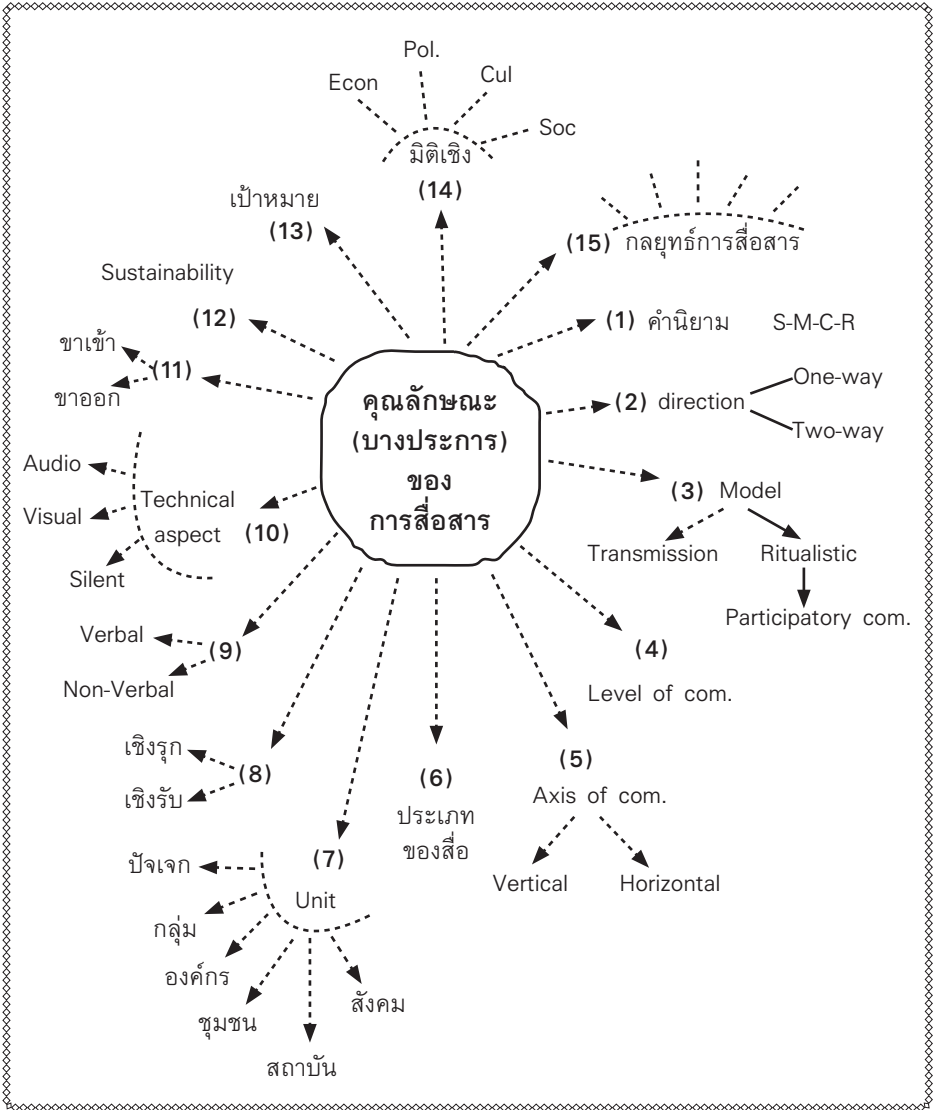 คุณลักษณะ
(บางประการ)
ของ
การสื่อสาร
(1) คำนิยาม S-M-C-R
(2) direction
One-way
Two-way
(3) Model
Transmission
Ritualistic
Participatory com.
(4)
Level of com.
(5)
Axis of com.
Vertical
Horizontal
(6)
ประเภท
ของสื่อ
(7)
Unit
ปัจเจก
กลุ่ม
องค์กร
ชุมชน
สถาบัน
สังคม
(8)
เชิงรุก
เชิงรับ
(9)
Verbal
Non-Verbal
Technical
aspect (10)
Audio
Visual
Silent
(11)
ขาเข้า
ขาออก
Sustainability
(12)
เป้าหมาย
(13)
มิติเชิง
(14)
Econ
Pol.
Cul
Soc
(15) กลยุทธ์การสื่อสาร